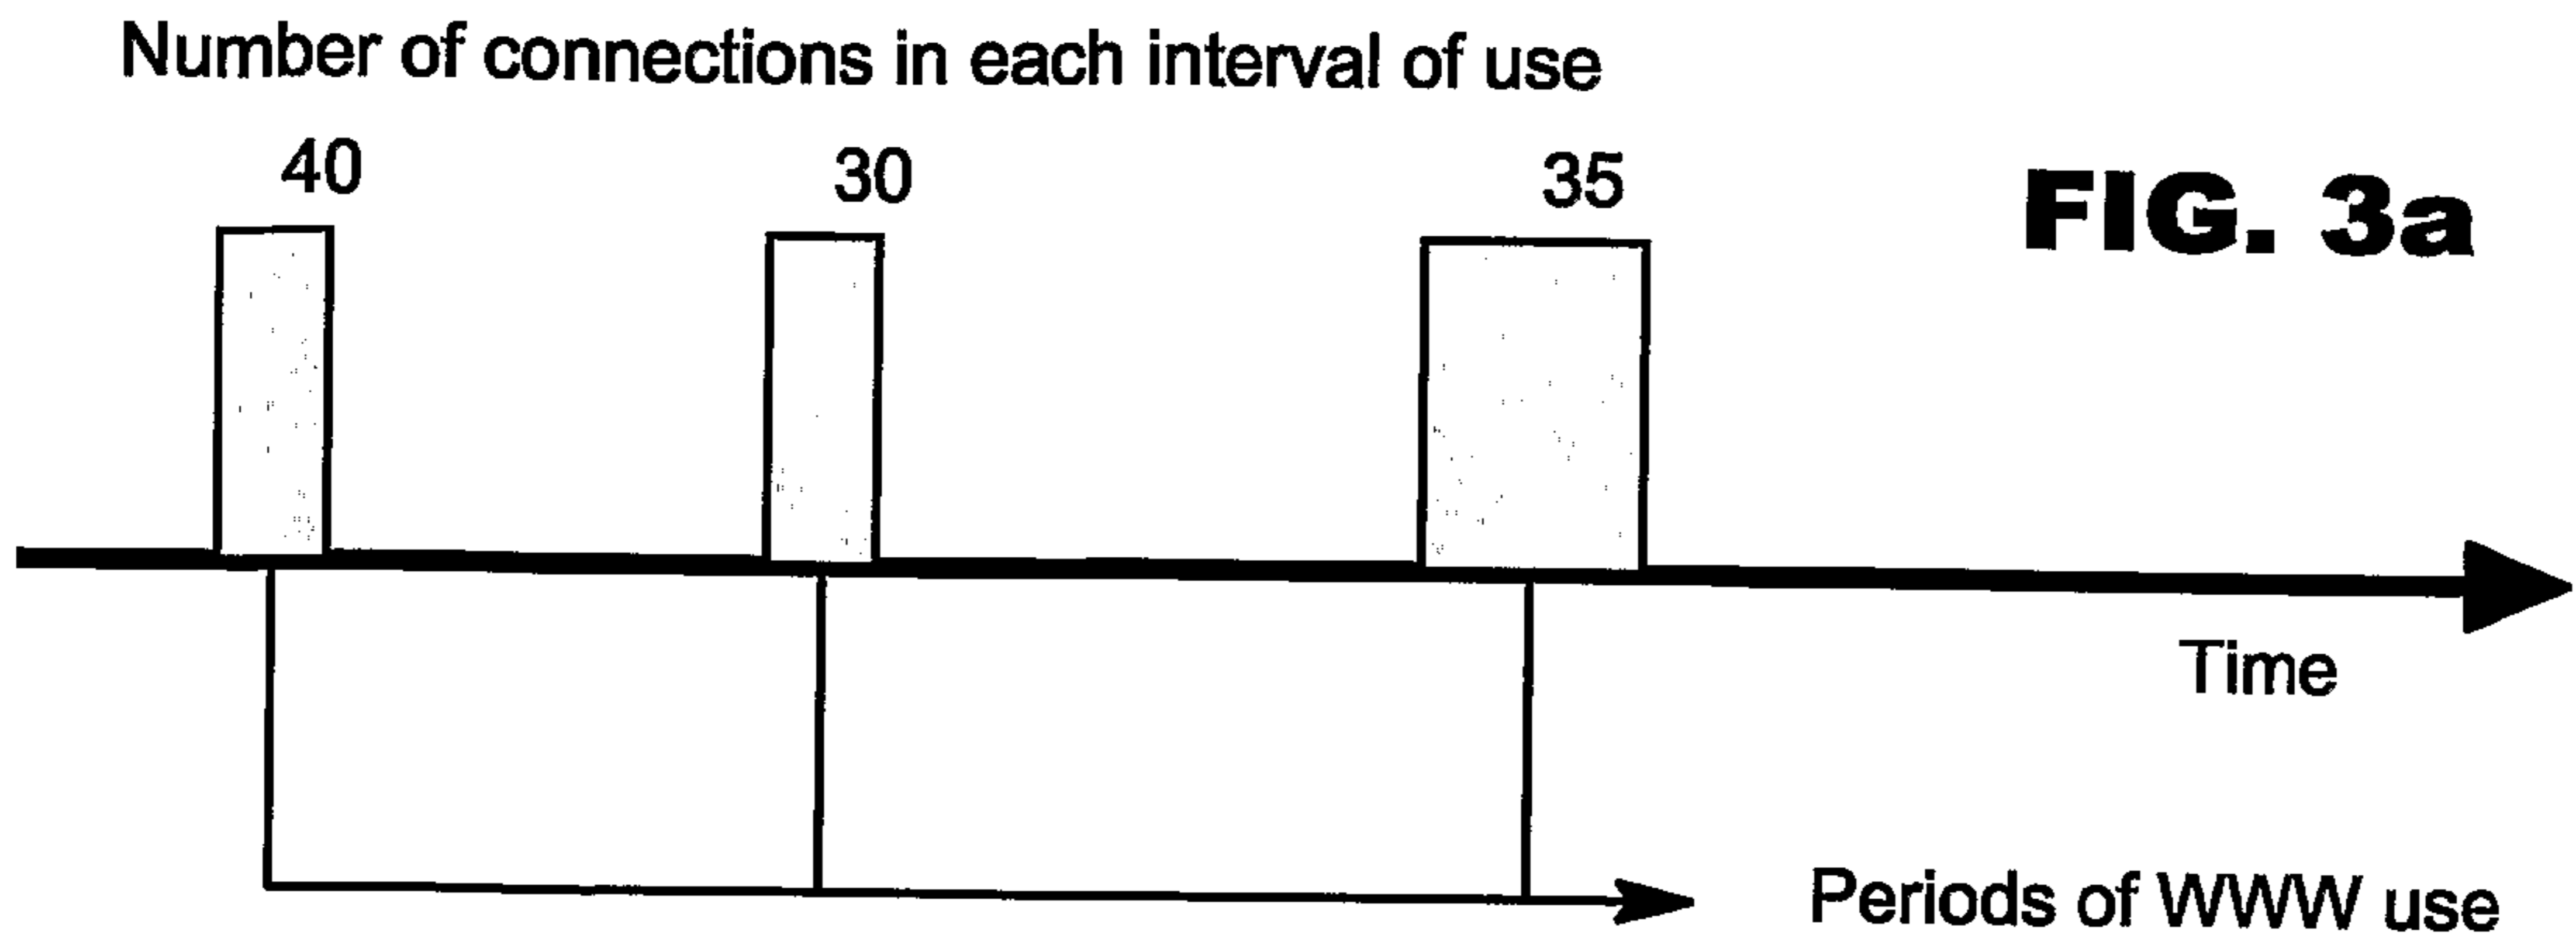 Number of connections in each interval of use
40 30 35
FIG. 3a
Time
Periods of WWW use